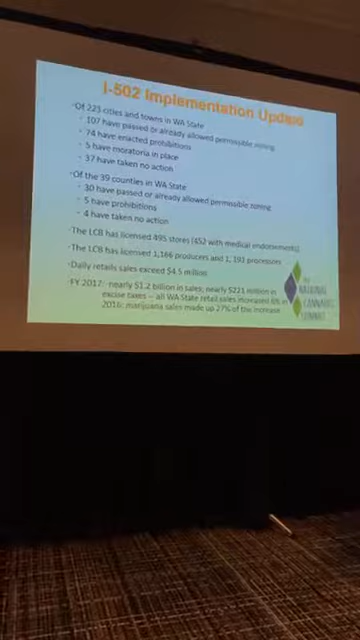 I-502 Implementation Update
·Of 223 cities and towns in WA State
- 107 have passed or already allowed permissible zoning
- 74 have enacted prohibitions
- 5 have moratoria in place
- 37 have taken no action
·Of the 39 counties in WA State
- 30 have passed or already allowed permissible zoning
- 5 have prohibitions
- 4 have taken no action
·The LCB has licensed 495 stores (452 with medical endorsements)
·The LCB has licensed 1,166 producers and 1,192 processors
·Daily retails sales exceed $4.5 million
·FY 2017: nearly $1.2 billion in sales; nearly $221 million in
excise taxes – all WA State retail sales increased 6% in
2016; marijuana sales made up 27% of the increase
THE
NATIONAL
CANNABIS
SUMMIT